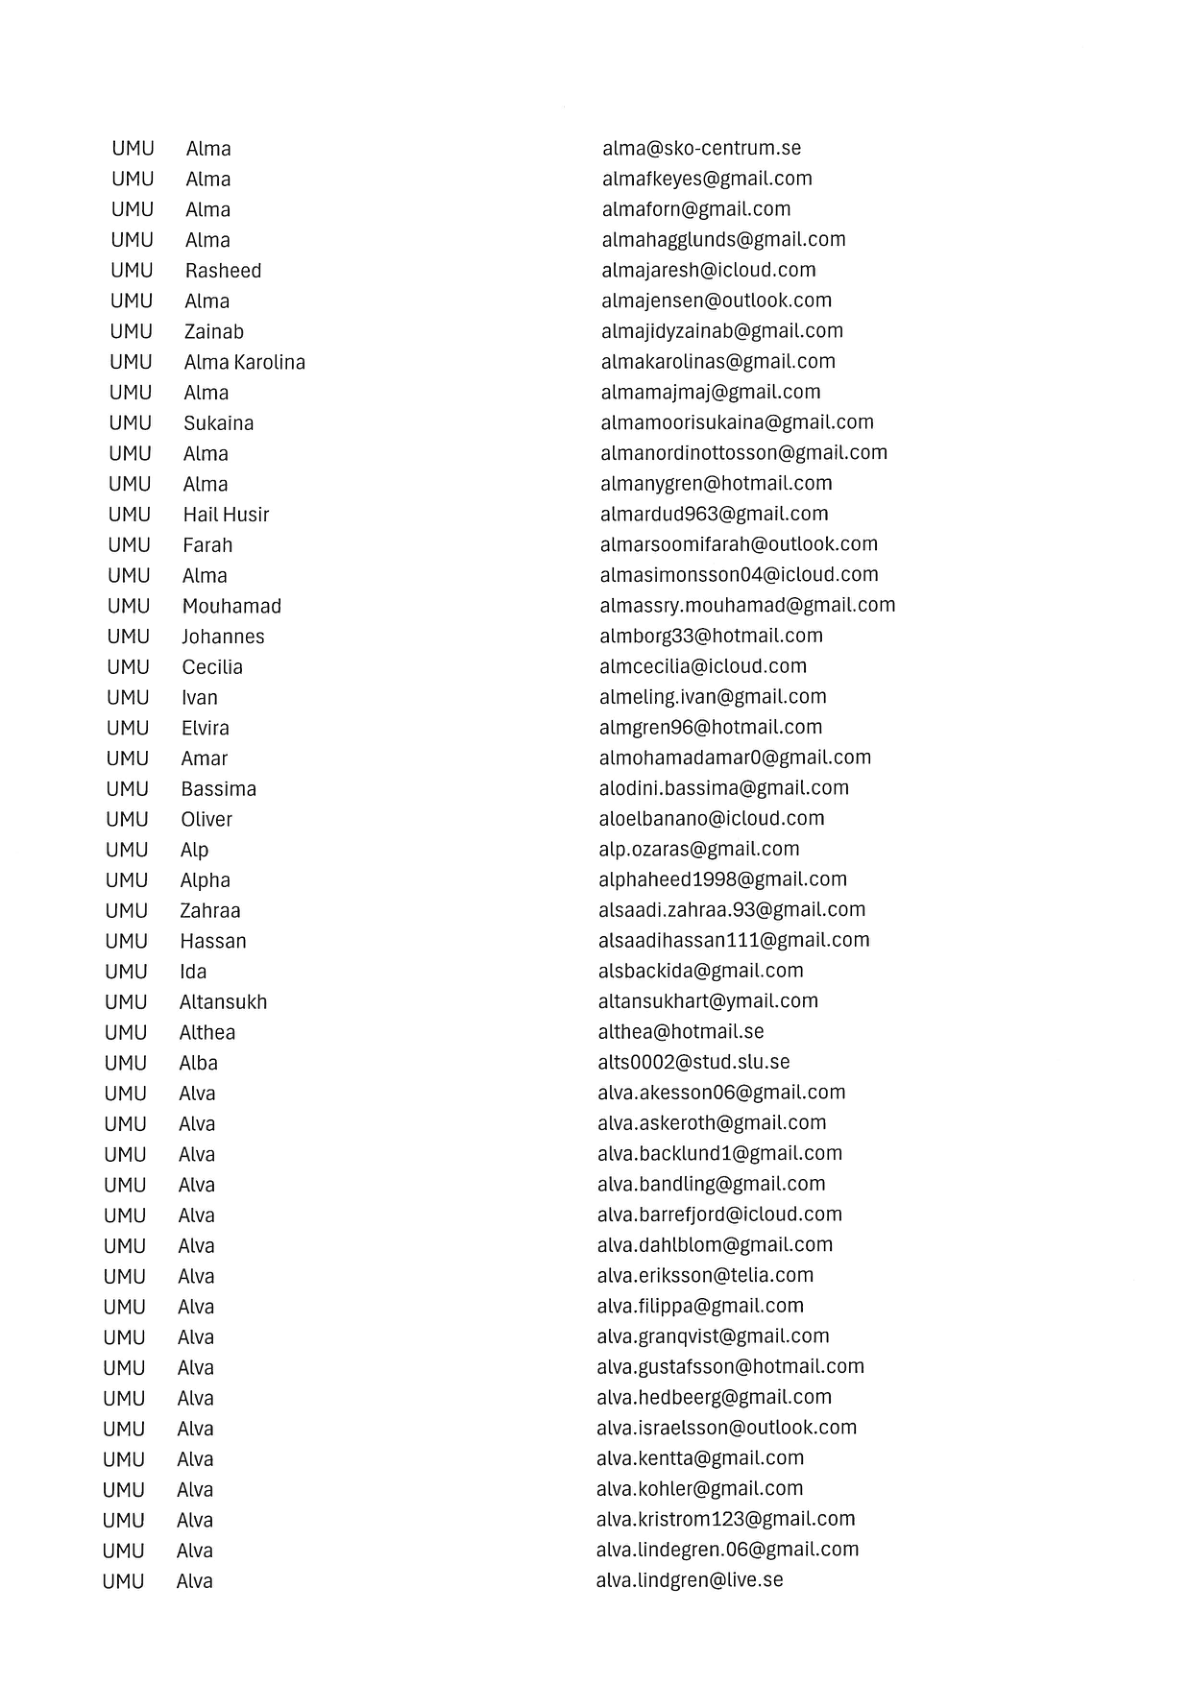 UMU Alma alma@sko-centrum.se
UMU Alma almafkeyes@gmail.com
UMU Alma almaforn@gmail.com
UMU Alma almahagglunds@gmail.com
UMU Rasheed almajaresh@icloud.com
UMU Alma almajensen@outlook.com
UMU Zainab almajidyzainab@gmail.com
UMU Alma Karolina almakarolinas@gmail.com
UMU Alma almamajmaj@gmail.com
UMU Sukaina almamoorisukaina@gmail.com
UMU Alma almanordinottosson@gmail.com
UMU Alma almanygren@hotmail.com
UMU Hail Husir almardud963@gmail.com
UMU Farah almarsoomifarah@outlook.com
UMU Alma almasimonsson04@icloud.com
UMU Mouhamad almassry.mouhamad@gmail.com
UMU Johannes almborg33@hotmail.com
UMU Cecilia almcecilia@icloud.com
UMU Ivan almeling.ivan@gmail.com
UMU Elvira almgren96@hotmail.com
UMU Amar almohamadamar0@gmail.com
UMU Bassima alodini.bassima@gmail.com
UMU Oliver aloelbanano@icloud.com
UMU Alp alp.ozaras@gmail.com
UMU Alpha alphaheed1998@gmail.com
UMU Zahraa alsaadi.zahraa.93@gmail.com
UMU Hassan alsaadihassan111@gmail.com
UMU Ida alsbackida@gmail.com
UMU Altansukh altansukhart@ymail.com
UMU Althea althea@hotmail.se
UMU Alba alts0002@stud.slu.se
UMU Alva alva.akesson06@gmail.com
UMU Alva alva.askeroth@gmail.com
UMU Alva alva.backlund1@gmail.com
UMU Alva alva.bandling@gmail.com
UMU Alva alva.barrefjord@icloud.com
UMU Alva alva.dahlblom@gmail.com
UMU Alva alva.eriksson@telia.com
UMU Alva alva.filippa@gmail.com
UMU Alva alva.granqvist@gmail.com
UMU Alva alva.gustafsson@hotmail.com
UMU Alva alva.hedbeerg@gmail.com
UMU Alva alva.israelsson@outlook.com
UMU Alva alva.kentta@gmail.com
UMU Alva alva.kohler@gmail.com
UMU Alva alva.kristrom123@gmail.com
UMU Alva alva.lindegren.06@gmail.com
UMU Alva alva.lindgren@live.se